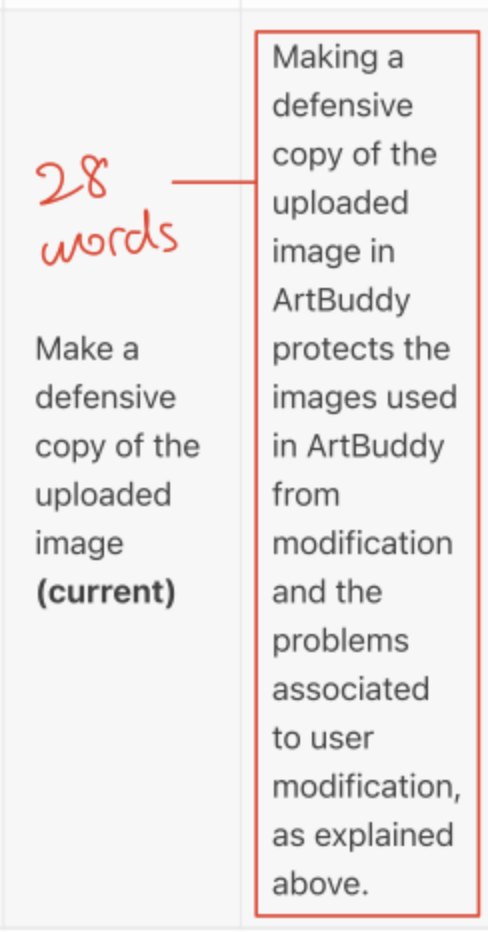 28
words
Make a
defensive
copy of the
uploaded
image
(current)
Making a
defensive
copy of the
uploaded
image in
ArtBuddy
protects the
images used
in ArtBuddy
from
modification
and the
problems
associated
to user
modification,
as explained
above.